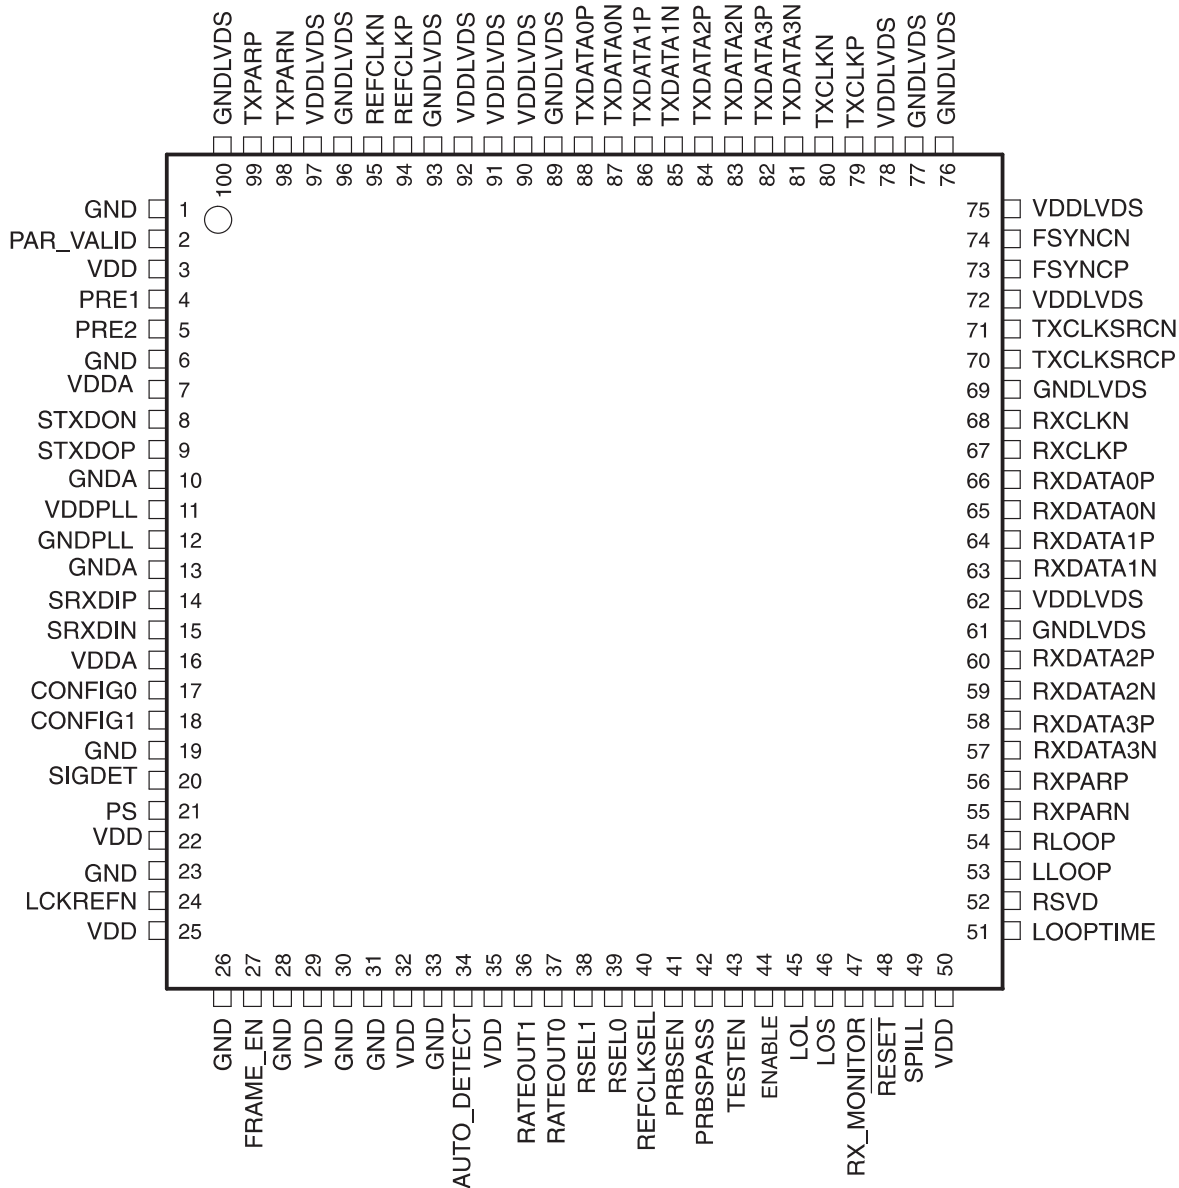 GNDLVDS
TXPARP
TXPARN
VDDLVDS
GNDLVDS
REFCLKN
REFCLKP
GNDLVDS
VDDLVDS
VDDLVDS
VDDLVDS
GNDLVDS
TXDATA0P
TXDATA0N
TXDATA1P
TXDATA1N
TXDATA2P
TXDATA2N
TXDATA3P
TXDATA3N
TXCLKN
TXCLKP
VDDLVDS
GNDLVDS
GNDLVDS
100
99
98
97
96
95
94
93
92
91
90
89
88
87
86
85
84
83
82
81
80
79
78
77
76
GND 1
PAR_VALID 2
VDD 3
PRE1 4
PRE2 5
GND 6
VDDA 7
STXDON 8
STXDOP 9
GNDA 10
VDDPLL 11
GNDPLL 12
GNDA 13
SRXDIP 14
SRXDIN 15
VDDA 16
CONFIG0 17
CONFIG1 18
GND 19
SIGDET 20
PS 21
VDD 22
GND 23
LCKREFN 24
VDD 25
75 VDDLVDS
74 FSYNCN
73 FSYNCP
72 VDDLVDS
71 TXCLKSRCN
70 TXCLKSRCP
69 GNDLVDS
68 RXCLKN
67 RXCLKP
66 RXDATA0P
65 RXDATA0N
64 RXDATA1P
63 RXDATA1N
62 VDDLVDS
61 GNDLVDS
60 RXDATA2P
59 RXDATA2N
58 RXDATA3P
57 RXDATA3N
56 RXPARP
55 RXPARN
54 RLOOP
53 LLOOP
52 RSVD
51 LOOPTIME
26
27
28
29
30
31
32
33
34
35
36
37
38
39
40
41
42
43
44
45
46
47
48
49
50
GND
FRAME_EN
GND
VDD
GND
GND
VDD
GND
AUTO_DETECT
VDD
RATEOUT1
RATEOUT0
RSEL1
RSEL0
REFCLKSEL
PRBSEN
PRBSPASS
TESTEN
ENABLE
LOL
LOS
RX_MONITOR
RESET
SPILL
VDD